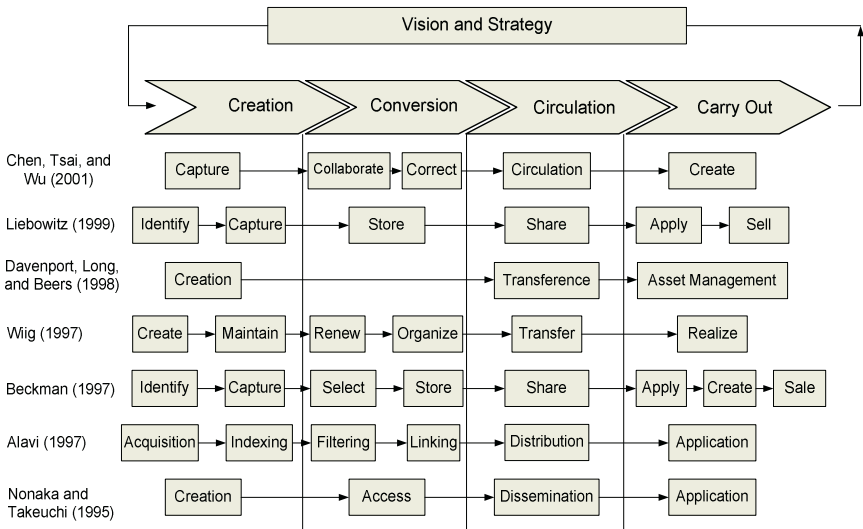 Vision and Strategy
Creation Conversion Circulation Carry Out
Chen, Tsai, and
Wu (2001)
Capture Collaborate Correct Circulation Create
Liebowitz (1999) Identify Capture Store Share Apply Sell
Davenport, Long,
and Beers (1998)
Creation Transference Asset Management
Wiig (1997) Create Maintain Renew Organize Transfer Realize
Beckman (1997) Identify Capture Select Store Share Apply Create Sale
Alavi (1997) Acquisition Indexing Filtering Linking Distribution Application
Nonaka and
Takeuchi (1995)
Creation Access Dissemination Application